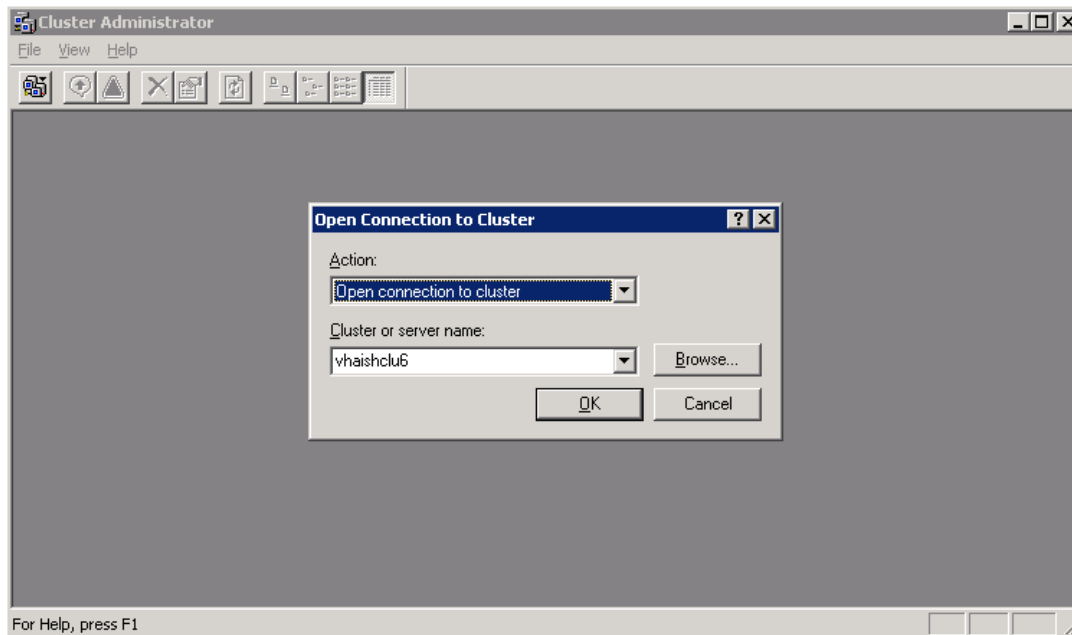 Cluster Administrator
File View Help
Open Connection to Cluster
Action:
Open connection to cluster
Cluster or server name:
vhaishclu6
Browse...
OK Cancel
For Help, press F1